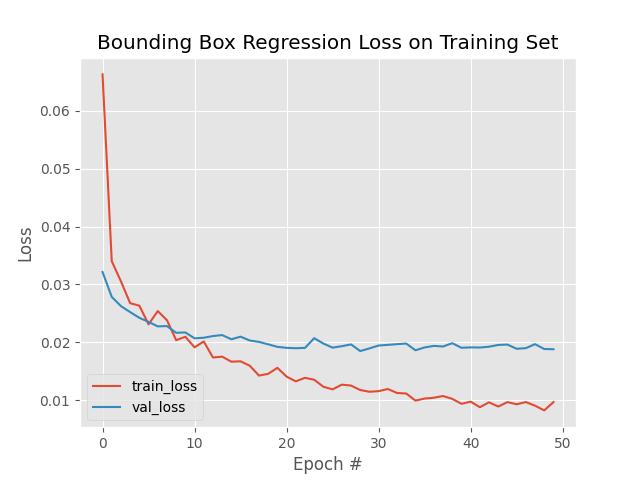 Bounding Box Regression Loss on Training Set
0.06
0.05
0.04
0.03
0.02
0.01
Loss
train_loss
val_loss
0 10 20 30 40 50
Epoch #